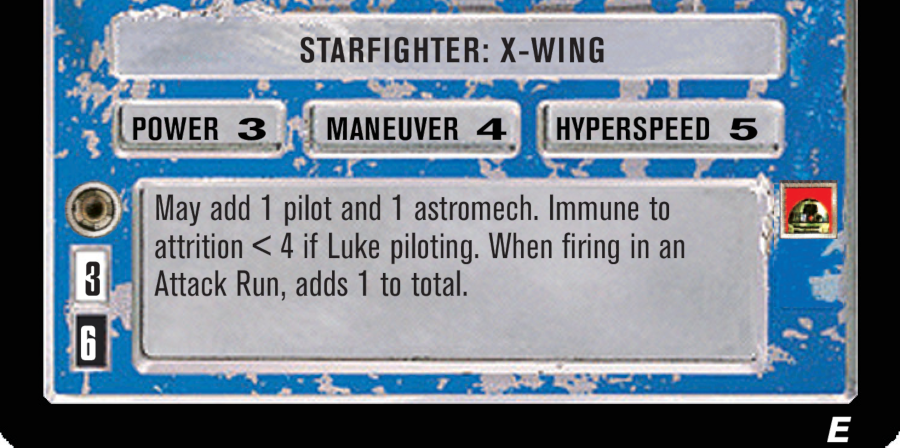 STARFIGHTER: X-WING
POWER 3 MANEUVER 4 HYPERSPEED 5
May add 1 pilot and 1 astromech. Immune to
attrition < 4 if Luke piloting. When firing in an
Attack Run, adds 1 to total.
3
6
E